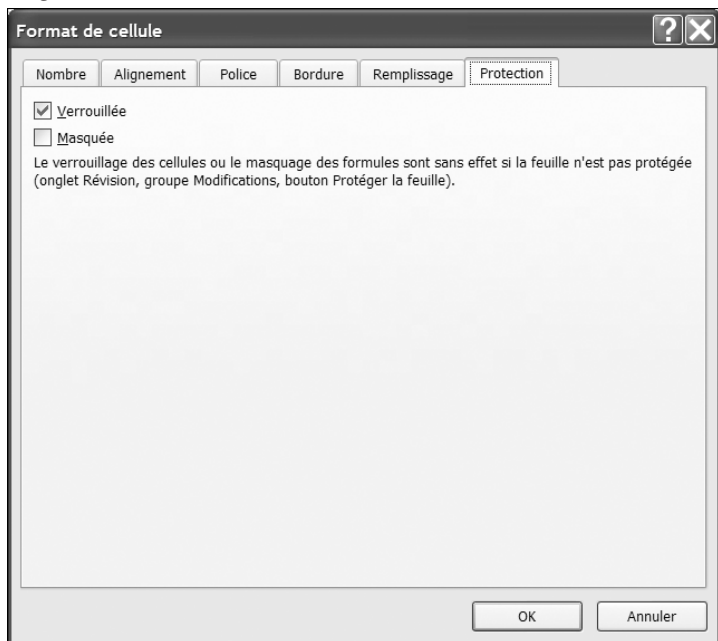 Format de cellule
Nombre Alignement Police Bordure Remplissage Protection
Verrouillée
Masquée
Le verrouillage des cellules ou le masquage des formules sont sans effet si la feuille n'est pas protégée
(onglet Révision, groupe Modifications, bouton Protéger la feuille).
OK Annuler